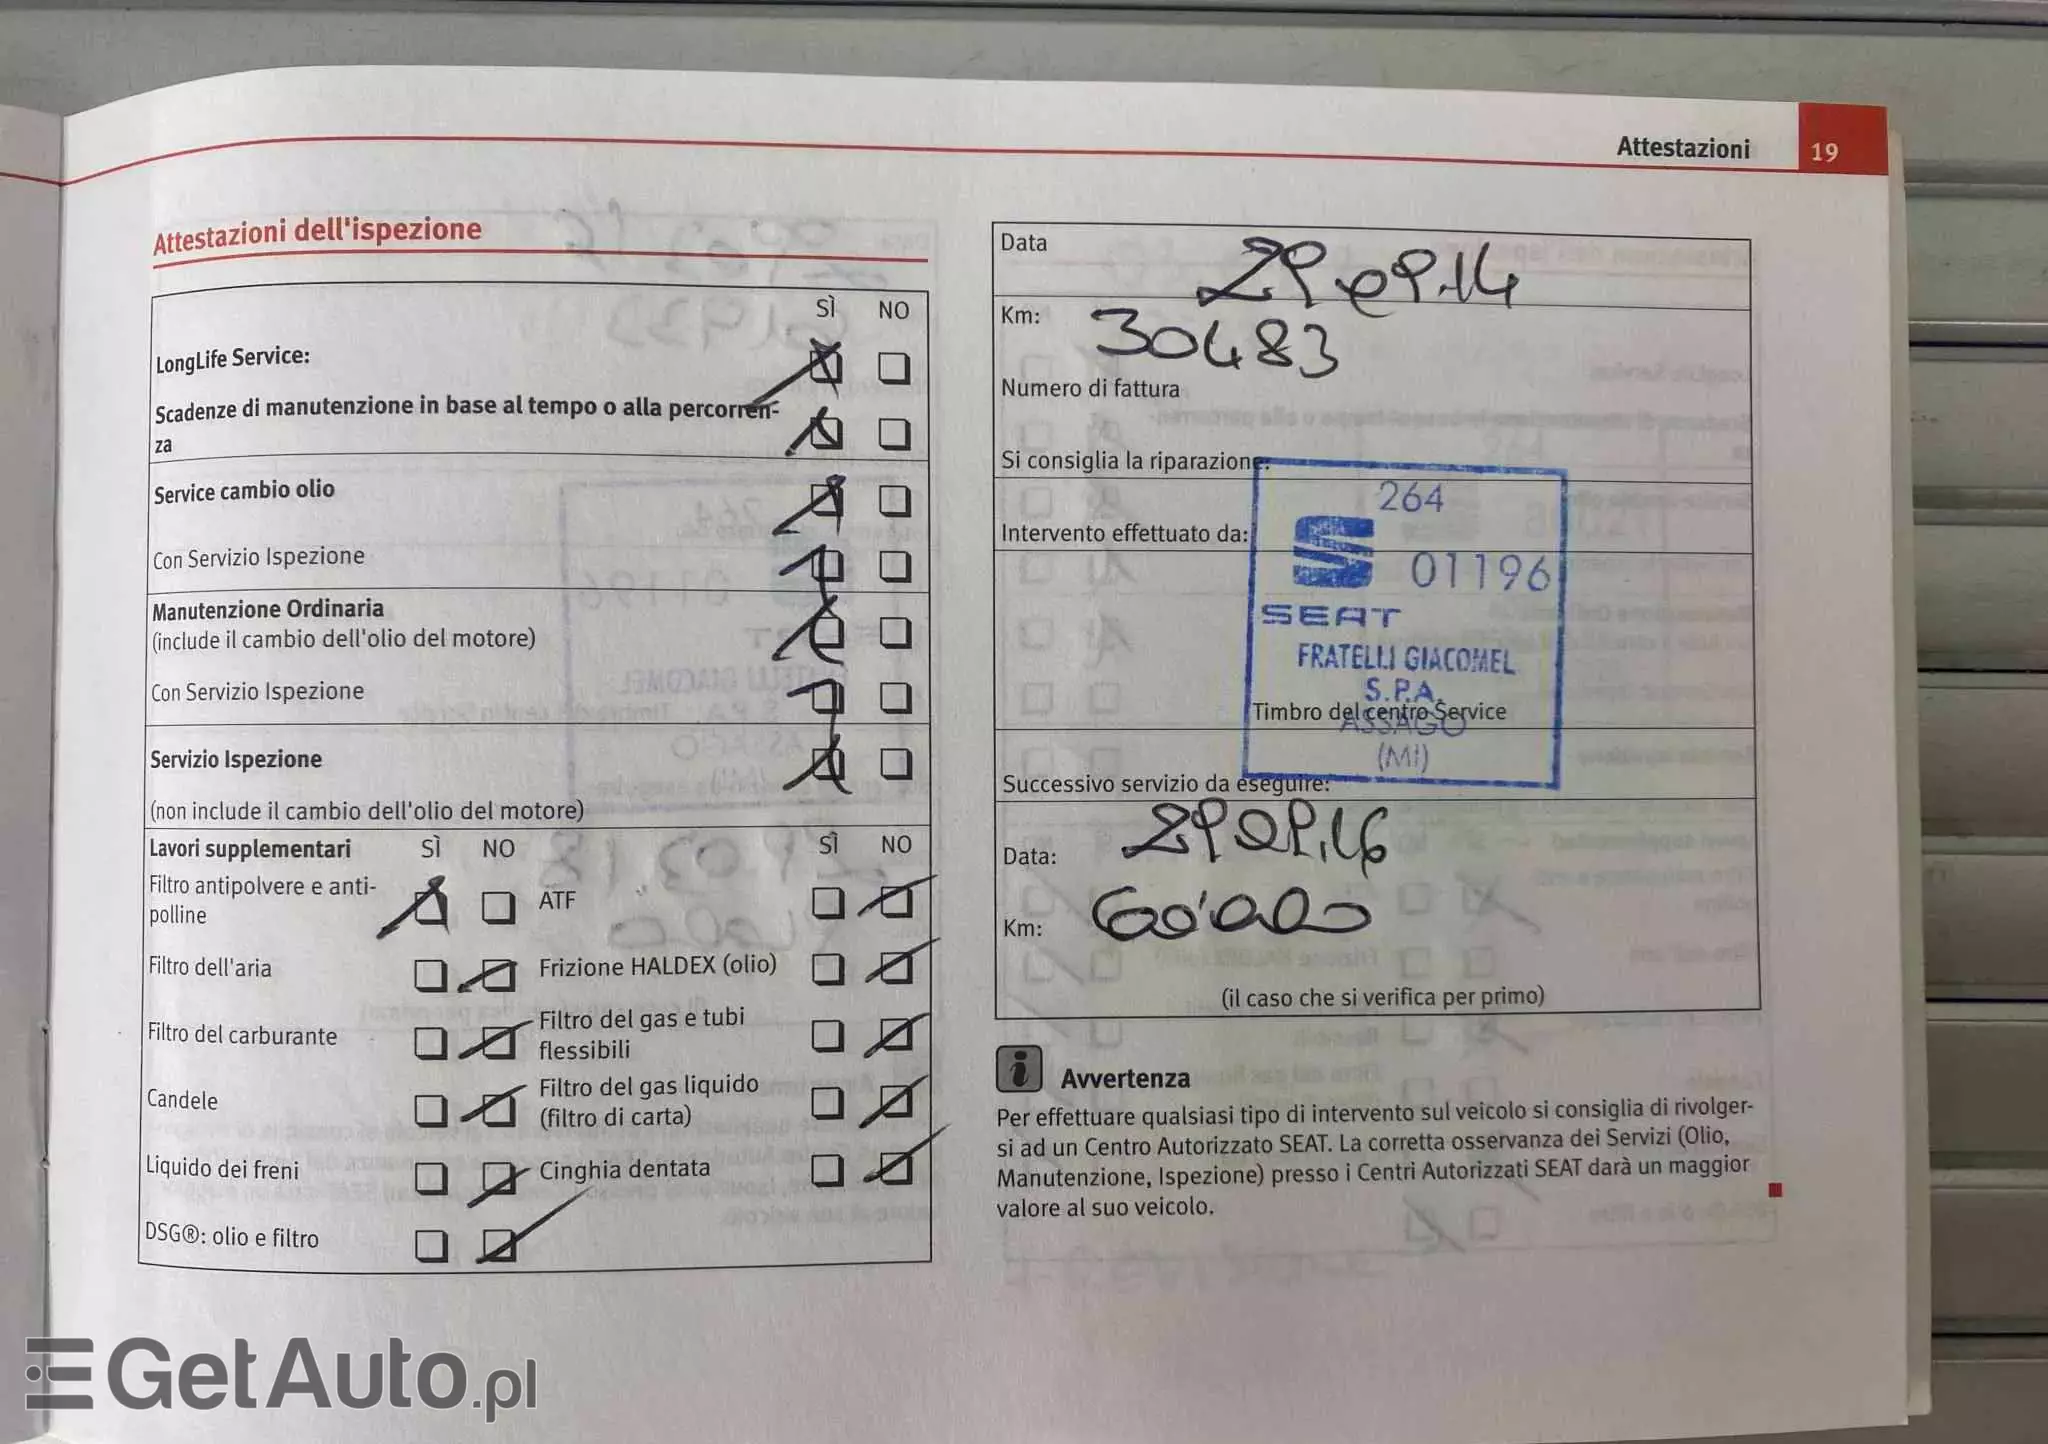 Attestazioni 19
Attestazioni dell'ispezione
SÌ NO
LongLife Service:
Scadenze di manutenzione in base al tempo o alla percorren-
za
Service cambio olio
Con Servizio Ispezione
Manutenzione Ordinaria
(include il cambio dell'olio del motore)
Con Servizio Ispezione
Servizio Ispezione
(non include il cambio dell'olio del motore)
Lavori supplementari SÌ NO SÌ NO
Filtro antipolvere e anti-
polline
ATF
Filtro dell'aria
Frizione HALDEX (olio)
Filtro del carburante
Filtro del gas e tubi
flessibili
Candele
Filtro del gas liquido
(filtro di carta)
Liquido dei freni
Cinghia dentata
DSG®: olio e filtro
Data 29.09.14
Km: 30483
Numero di fattura
Si consiglia la riparazione:
Intervento effettuato da:
264
01196
SEAT
FRATELLI GIACOMEL
S.P.A.
Timbro del centro Service
ASSAGO
(MI)
Successivo servizio da eseguire:
Data: 29.09.16
Km: 60'000
(il caso che si verifica per primo)
i Avvertenza
Per effettuare qualsiasi tipo di intervento sul veicolo si consiglia di rivolger-
si ad un Centro Autorizzato SEAT. La corretta osservanza dei Servizi (Olio,
Manutenzione, Ispezione) presso i Centri Autorizzati SEAT darà un maggior
valore al suo veicolo.
GetAuto.pl